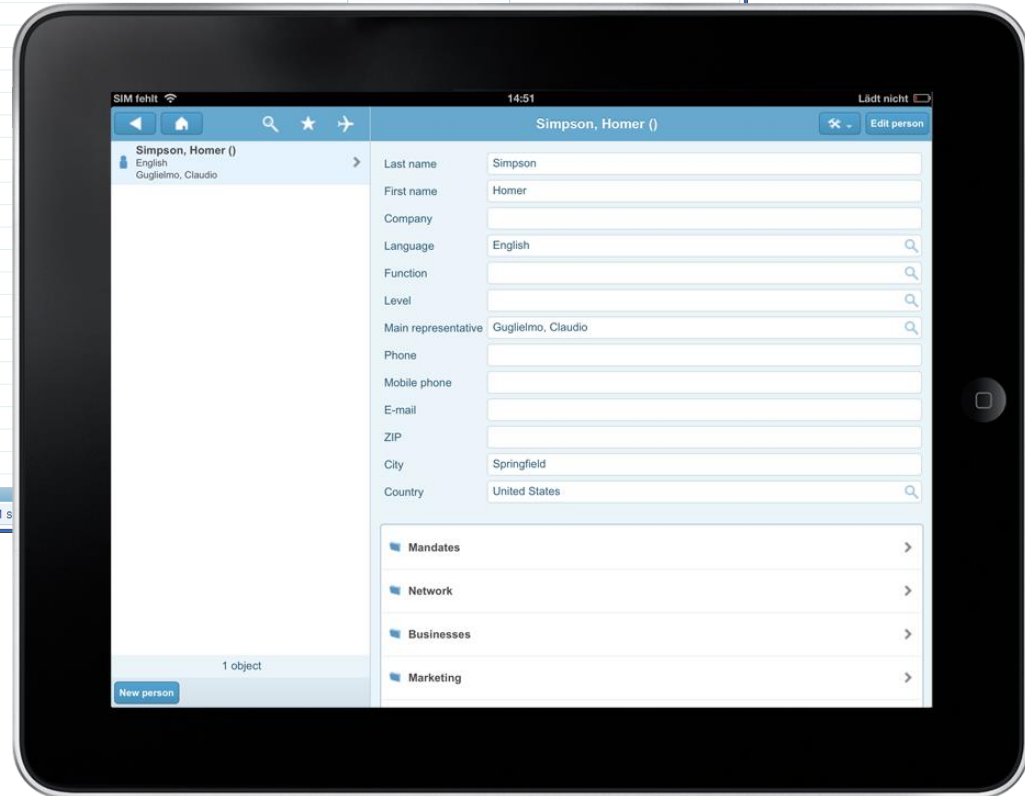 SIM fehlt
14:51
Lädt nicht
Simpson, Homer ()
Edit person
Simpson, Homer ()
English
Guglielmo, Claudio
Last name Simpson
First name Homer
Company
Language English
Function
Level
Main representative Guglielmo, Claudio
Phone
Mobile phone
E-mail
ZIP
City Springfield
Country United States
Mandates
Network
Businesses
Marketing
1 object
New person